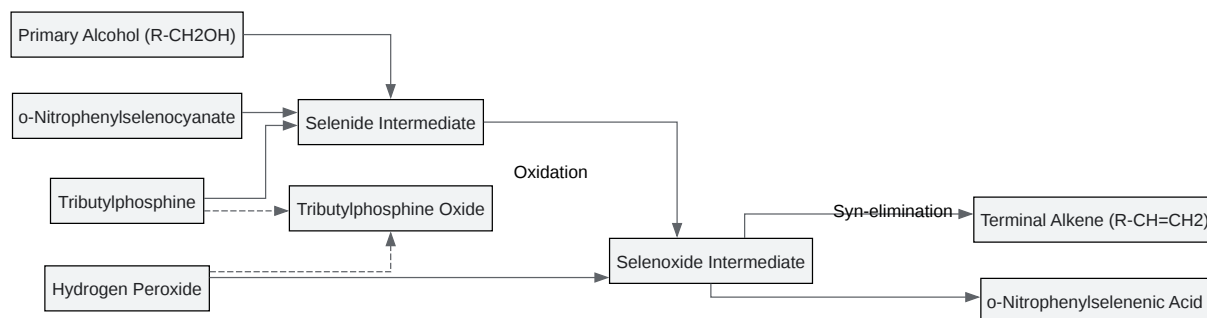 Primary Alcohol (R-CH2OH)
o-Nitrophenylselenocyanate
Selenide Intermediate
Oxidation
Tributylphosphine
Tributylphosphine Oxide
Syn-elimination
Terminal Alkene (R-CH=CH2)
Hydrogen Peroxide
Selenoxide Intermediate
o-Nitrophenylselenenic Acid